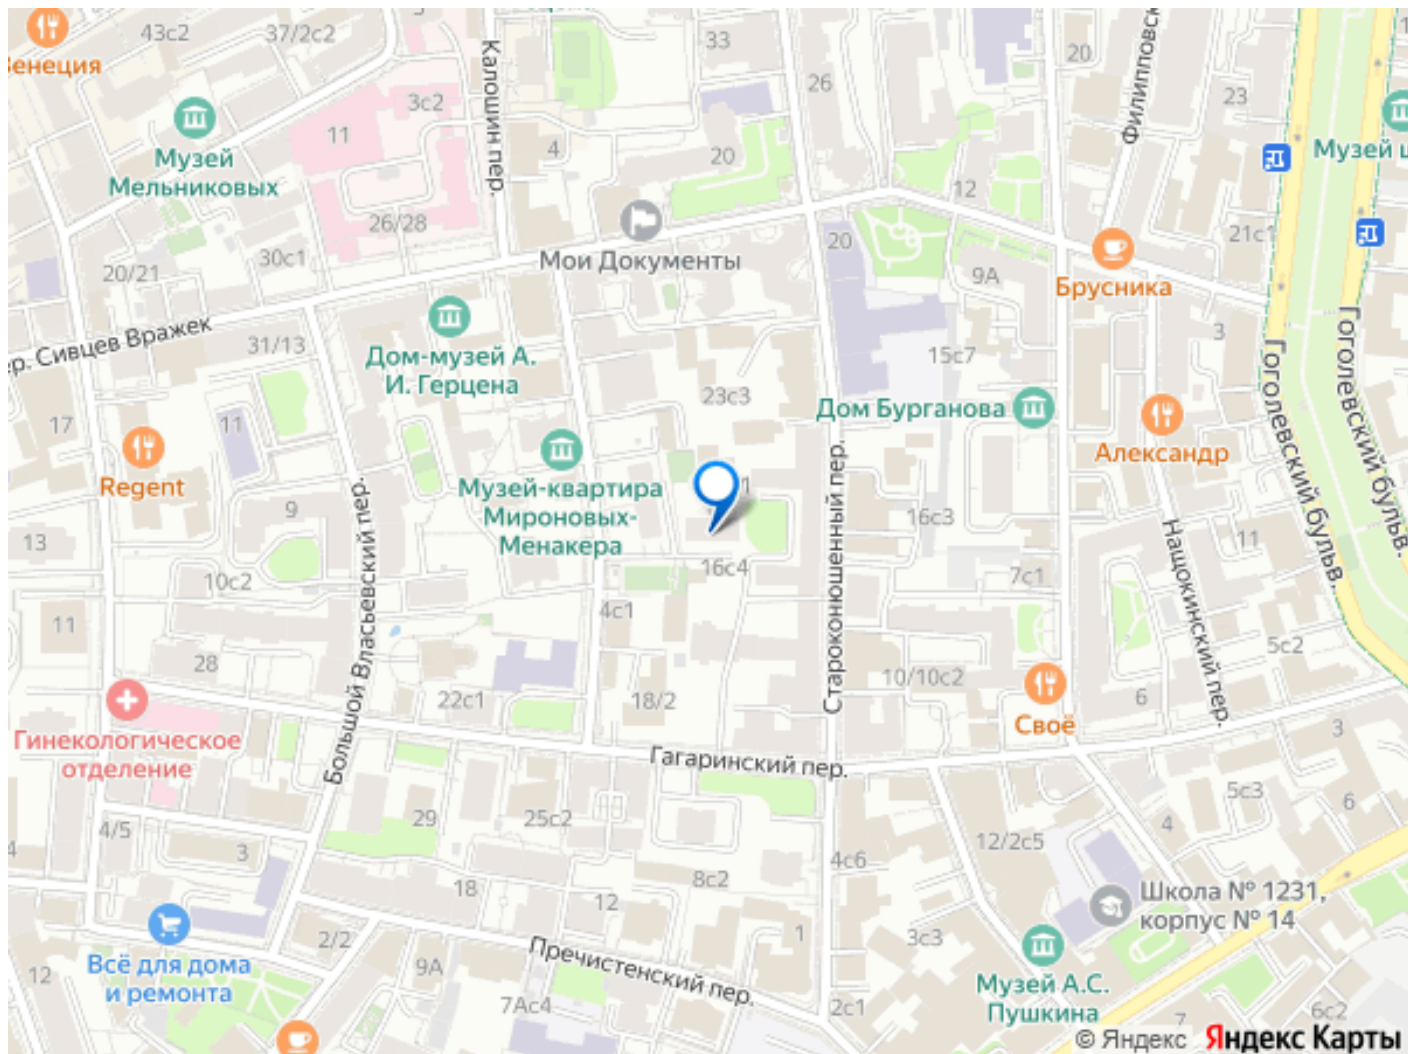 43с2
37/2с2
5
33
20
Венеция
Калошин пер.
26
23
3с2
11
4
20
Музей
Мельниковых
Музей ц
12
26/28
20
21с1
30с1
20/21
Мои Документы
9А
Брусника
пер. Сивцев Вражек
31/13
Дом-музей А.
И. Герцена
15с7
3
Гоголевский бульв.
Гоголевский бульв.
17
11
23с3
Дом Бурганова
Александр
Regent
Музей-квартира
Мироновых-
Менакера
1
9
16с3
Староконюшенный пер.
Нащокинский пер.
11
13
10с2
16с4
7с1
Большой Власьевский пер.
4с1
11
28
5с2
10/10с2
22с1
18/2
6
Своё
3
Гинекологическое
отделение
Гагаринский пер.
5с3
6
4/5
29
25с2
4
12/2с5
3
4с6
4
8с2
18
12
Школа № 1231,
корпус № 14
1
3с3
2/2
Пречистенский пер.
Всё для дома
и ремонта
12
9А
Музей А.С.
Пушкина
7Ас4
2с1
7
6с2
© Яндекс Яндекс Карты
Филипповск